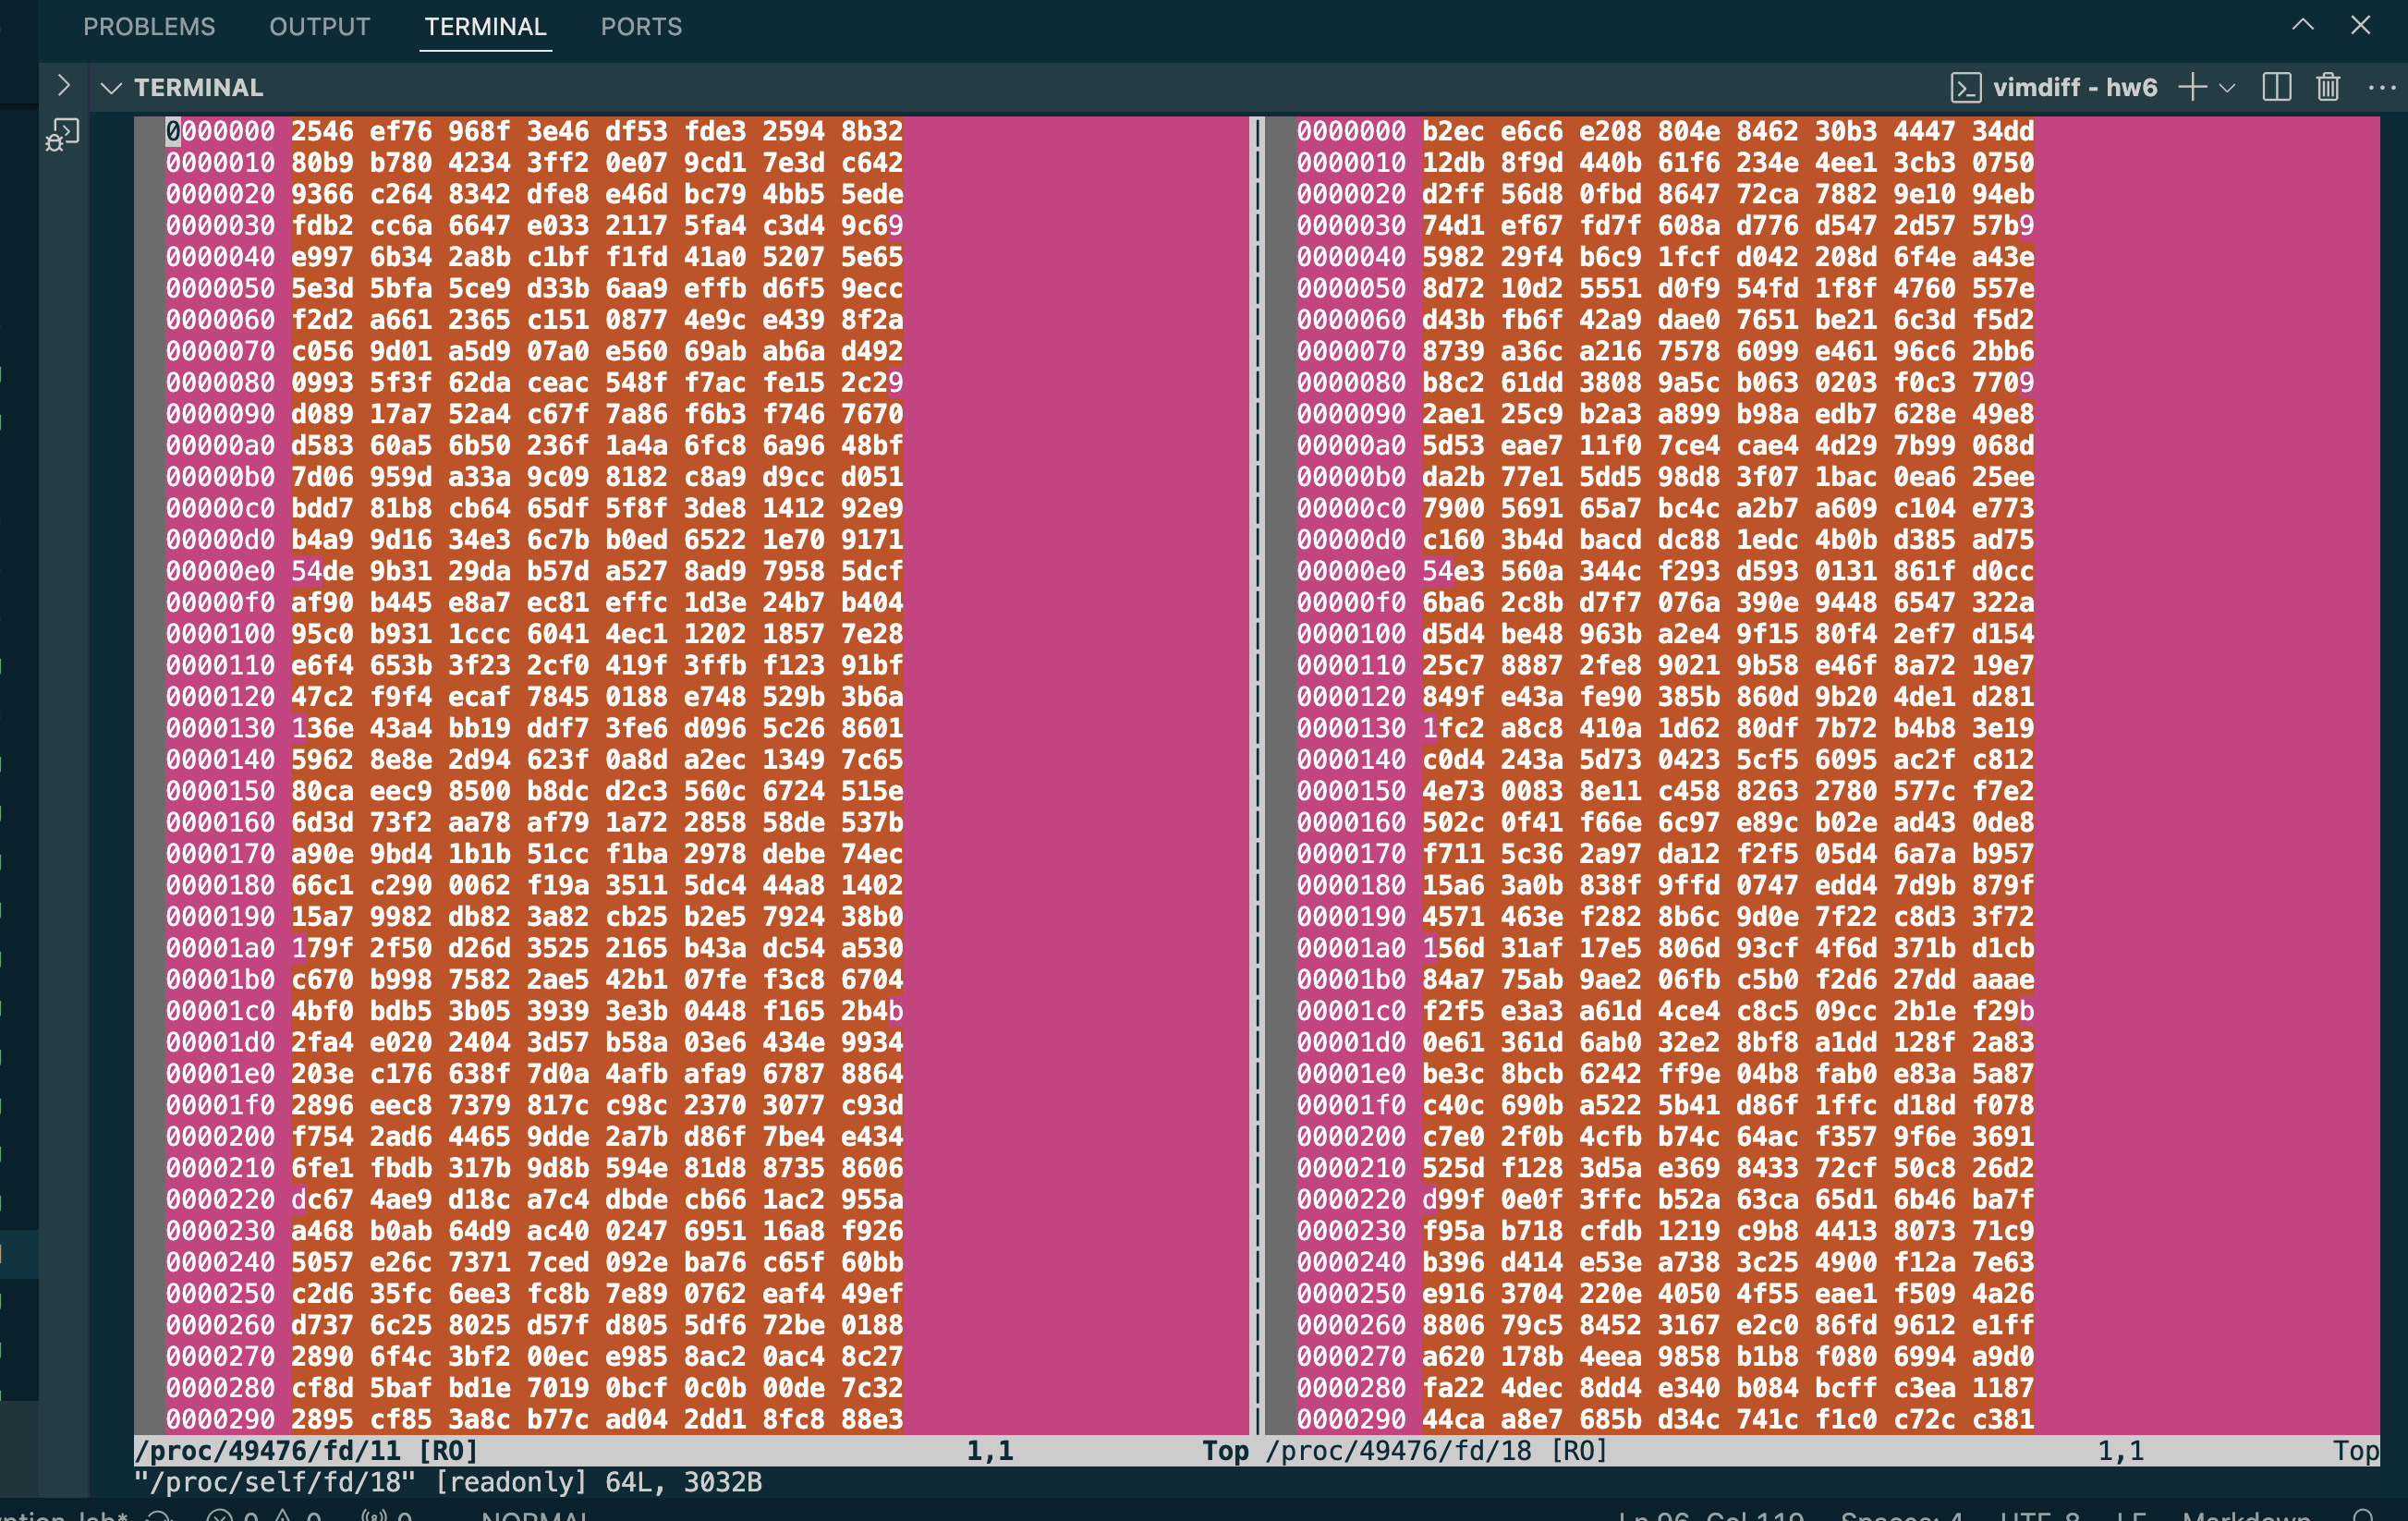 PROBLEMS OUTPUT TERMINAL PORTS
TERMINAL vimdiff - hw6
0000000 2546 ef76 968f 3e46 df53 fde3 2594 8b32
0000010 80b9 b780 4234 3ff2 0e07 9cd1 7e3d c642
0000020 9366 c264 8342 dfe8 e46d bc79 4bb5 5ede
0000030 fdb2 cc6a 6647 e033 2117 5fa4 c3d4 9c69
0000040 e997 6b34 2a8b c1bf f1fd 41a0 5207 5e65
0000050 5e3d 5bfa 5ce9 d33b 6aa9 effb d6f5 9ecc
0000060 f2d2 a661 2365 c151 0877 4e9c e439 8f2a
0000070 c056 9d01 a5d9 07a0 e560 69ab ab6a d492
0000080 0993 5f3f 62da ceac 548f f7ac fe15 2c29
0000090 d089 17a7 52a4 c67f 7a86 f6b3 f746 7670
00000a0 d583 60a5 6b50 236f 1a4a 6fc8 6a96 48bf
00000b0 7d06 959d a33a 9c09 8182 c8a9 d9cc d051
00000c0 bdd7 81b8 cb64 65df 5f8f 3de8 1412 92e9
00000d0 b4a9 9d16 34e3 6c7b b0ed 6522 1e70 9171
00000e0 54de 9b31 29da b57d a527 8ad9 7958 5dcf
00000f0 af90 b445 e8a7 ec81 effc 1d3e 24b7 b404
0000100 95c0 b931 1ccc 6041 4ec1 1202 1857 7e28
0000110 e6f4 653b 3f23 2cf0 419f 3ffb f123 91bf
0000120 47c2 f9f4 ecaf 7845 0188 e748 529b 3b6a
0000130 136e 43a4 bb19 ddf7 3fe6 d096 5c26 8601
0000140 5962 8e8e 2d94 623f 0a8d a2ec 1349 7c65
0000150 80ca eec9 8500 b8dc d2c3 560c 6724 515e
0000160 6d3d 73f2 aa78 af79 1a72 2858 58de 537b
0000170 a90e 9bd4 1b1b 51cc f1ba 2978 debe 74ec
0000180 66c1 c290 0062 f19a 3511 5dc4 44a8 1402
0000190 15a7 9982 db82 3a82 cb25 b2e5 7924 38b0
00001a0 179f 2f50 d26d 3525 2165 b43a dc54 a530
00001b0 c670 b998 7582 2ae5 42b1 07fe f3c8 6704
00001c0 4bf0 bdb5 3b05 3939 3e3b 0448 f165 2b4b
00001d0 2fa4 e020 2404 3d57 b58a 03e6 434e 9934
00001e0 203e c176 638f 7d0a 4afb afa9 6787 8864
00001f0 2896 eec8 7379 817c c98c 2370 3077 c93d
0000200 f754 2ad6 4465 9dde 2a7b d86f 7be4 e434
0000210 6fe1 fbdb 317b 9d8b 594e 81d8 8735 8606
0000220 dc67 4ae9 d18c a7c4 dbde cb66 1ac2 955a
0000230 a468 b0ab 64d9 ac40 0247 6951 16a8 f926
0000240 5057 e26c 7371 7ced 092e ba76 c65f 60bb
0000250 c2d6 35fc 6ee3 fc8b 7e89 0762 eaf4 49ef
0000260 d737 6c25 8025 d57f d805 5df6 72be 0188
0000270 2890 6f4c 3bf2 00ec e985 8ac2 0ac4 8c27
0000280 cf8d 5baf bd1e 7019 0bcf 0c0b 00de 7c32
0000290 2895 cf85 3a8c b77c ad04 2dd1 8fc8 88e3
/proc/49476/fd/11 [RO] 1,1 Top
0000000 b2ec e6c6 e208 804e 8462 30b3 4447 34dd
0000010 12db 8f9d 440b 61f6 234e 4ee1 3cb3 0750
0000020 d2ff 56d8 0fbd 8647 72ca 7882 9e10 94eb
0000030 74d1 ef67 fd7f 608a d776 d547 2d57 57b9
0000040 5982 29f4 b6c9 1fcf d042 208d 6f4e a43e
0000050 8d72 10d2 5551 d0f9 54fd 1f8f 4760 557e
0000060 d43b fb6f 42a9 dae0 7651 be21 6c3d f5d2
0000070 8739 a36c a216 7578 6099 e461 96c6 2bb6
0000080 b8c2 61dd 3808 9a5c b063 0203 f0c3 7709
0000090 2ae1 25c9 b2a3 a899 b98a edb7 628e 49e8
00000a0 5d53 eae7 11f0 7ce4 cae4 4d29 7b99 068d
00000b0 da2b 77e1 5dd5 98d8 3f07 1bac 0ea6 25ee
00000c0 7900 5691 65a7 bc4c a2b7 a609 c104 e773
00000d0 c160 3b4d bacd dc88 1edc 4b0b d385 ad75
00000e0 54e3 560a 344c f293 d593 0131 861f d0cc
00000f0 6ba6 2c8b d7f7 076a 390e 9448 6547 322a
0000100 d5d4 be48 963b a2e4 9f15 80f4 2ef7 d154
0000110 25c7 8887 2fe8 9021 9b58 e46f 8a72 19e7
0000120 849f e43a fe90 385b 860d 9b20 4de1 d281
0000130 1fc2 a8c8 410a 1d62 80df 7b72 b4b8 3e19
0000140 c0d4 243a 5d73 0423 5cf5 6095 ac2f c812
0000150 4e73 0083 8e11 c458 8263 2780 577c f7e2
0000160 502c 0f41 f66e 6c97 e89c b02e ad43 0de8
0000170 f711 5c36 2a97 da12 f2f5 05d4 6a7a b957
0000180 15a6 3a0b 838f 9ffd 0747 edd4 7d9b 879f
0000190 4571 463e f282 8b6c 9d0e 7f22 c8d3 3f72
00001a0 156d 31af 17e5 806d 93cf 4f6d 371b d1cb
00001b0 84a7 75ab 9ae2 06fb c5b0 f2d6 27dd aaae
00001c0 f2f5 e3a3 a61d 4ce4 c8c5 09cc 2b1e f29b
00001d0 0e61 361d 6ab0 32e2 8bf8 a1dd 128f 2a83
00001e0 be3c 8bcb 6242 ff9e 04b8 fab0 e83a 5a87
00001f0 c40c 690b a522 5b41 d86f 1ffc d18d f078
0000200 c7e0 2f0b 4cfb b74c 64ac f357 9f6e 3691
0000210 525d f128 3d5a e369 8433 72cf 50c8 26d2
0000220 d99f 0e0f 3ffc b52a 63ca 65d1 6b46 ba7f
0000230 f95a b718 cfdb 1219 c9b8 4413 8073 71c9
0000240 b396 d414 e53e a738 3c25 4900 f12a 7e63
0000250 e916 3704 220e 4050 4f55 eae1 f509 4a26
0000260 8806 79c5 8452 3167 e2c0 86fd 9612 e1ff
0000270 a620 178b 4eea 9858 b1b8 f080 6994 a9d0
0000280 fa22 4dec 8dd4 e340 b084 bcff c3ea 1187
0000290 44ca a8e7 685b d34c 741c f1c0 c72c c381
/proc/49476/fd/18 [RO] 1,1 Top
"/proc/self/fd/18" [readonly] 64L, 3032B